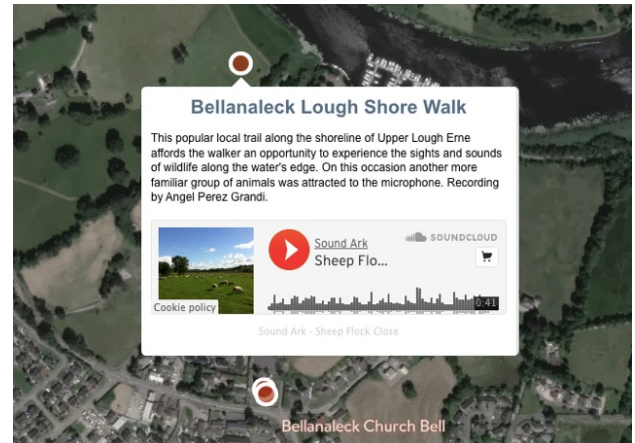 Bellanaleck Lough Shore Walk
This popular local trail along the shoreline of Upper Lough Erne
affords the walker an opportunity to experience the sights and sounds
of wildlife along the water's edge. On this occasion another more
familiar group of animals was attracted to the microphone. Recording
by Angel Perez Grandi.
Sound Ark
SOUNDCLOUD
Sheep Flo...
Cookie policy
0:41
Sound Ark - Sheep Flock Close
Bellanaleck Church Bell